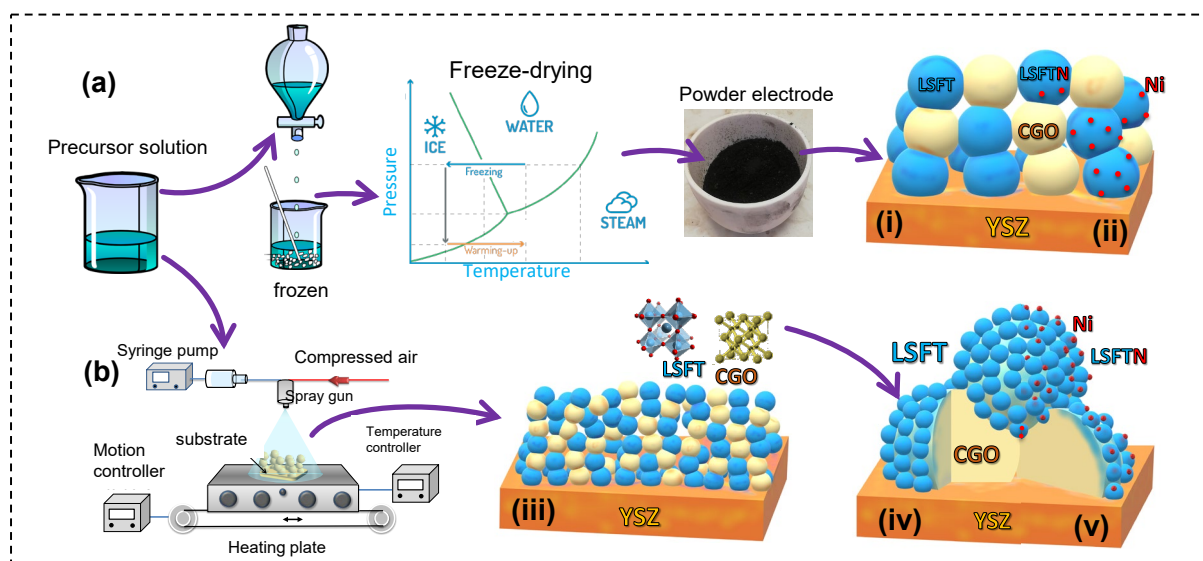 (a)
Precursor solution
frozen
Freeze-drying
WATER
ICE
Freezing
STEAM
Warming-up
Pressure
Temperature
Powder electrode
LSFT
LSFTN
Ni
CGO
(i)
YSZ
(ii)
(b)
Syringe pump
Compressed air
Spray gun
substrate
Temperature
controller
Motion
controller
Heating plate
LSFT
CGO
(iii)
YSZ
LSFT
Ni
LSFTN
CGO
(iv)
YSZ
(v)